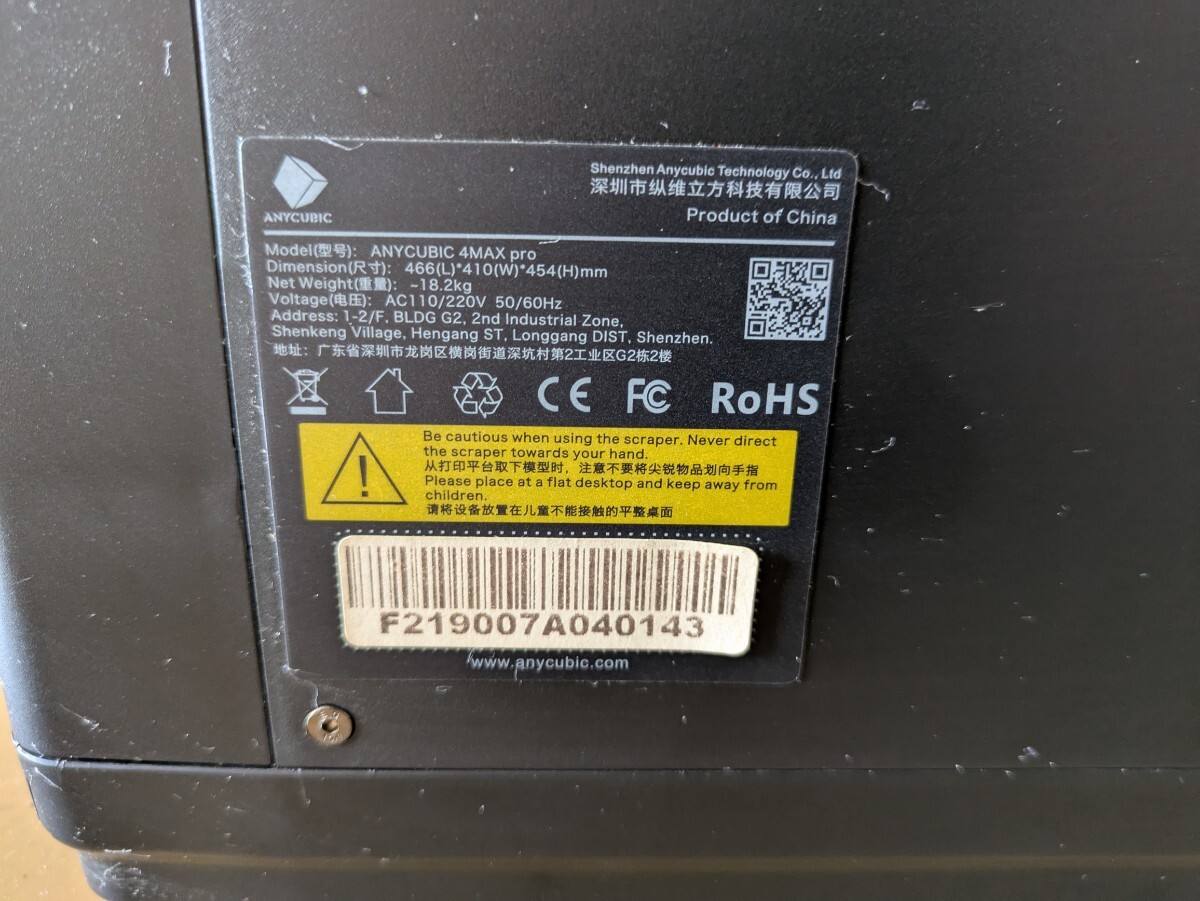 ANYCUBIC
Shenzhen Anycubic Technology Co., Ltd
深圳市纵维立方科技有限公司
Product of China
Model(型号): ANYCUBIC 4MAX pro
Dimension(尺寸): 466(L)*410(W)*454(H)mm
Net Weight(重量): ~18.2kg
Voltage(电压): AC110/220V 50/60Hz
Address: 1-2/F, BLDG G2, 2nd Industrial Zone,
Shenkeng Village, Hengang ST, Longgang DIST, Shenzhen.
地址: 广东省深圳市龙岗区横岗街道深坑村第2工业区G2栋2楼
CE FC RoHS
Be cautious when using the scraper. Never direct
the scraper towards your hand.
从打印平台取下模型时，注意不要将尖锐物品划向手指
Please place at a flat desktop and keep away from
children.
请将设备放置在儿童不能接触的平整桌面
F219007A040143
www.anycubic.com